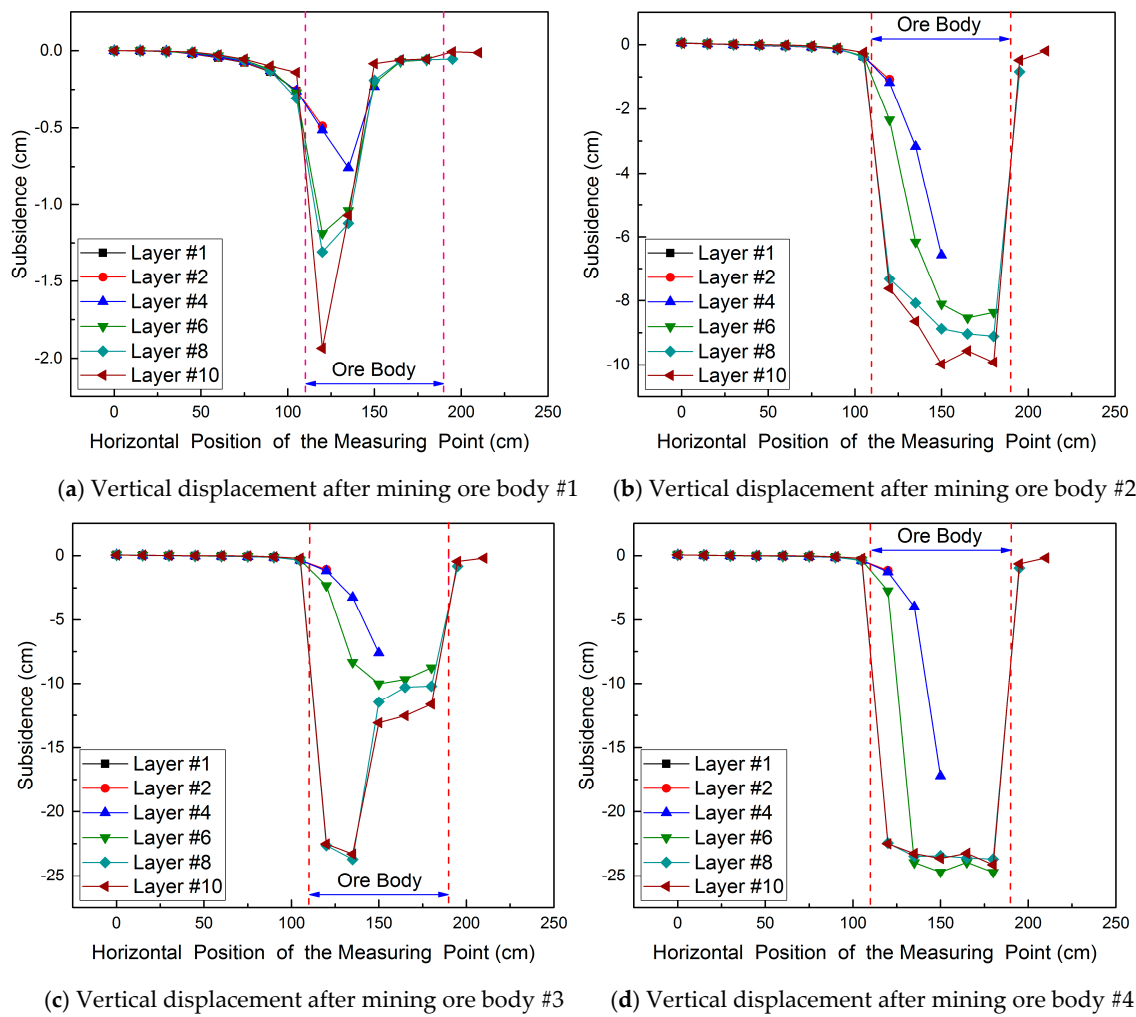 0.0
-0.5
-1.0
-1.5
-2.0
Subsidence (cm)
Layer #1
Layer #2
Layer #4
Layer #6
Layer #8
Layer #10
Ore Body
0 50 100 150 200 250
Horizontal Position of the Measuring Point (cm)
(a) Vertical displacement after mining ore body #1
Ore Body
0
-2
-4
-6
-8
-10
Subsidence (cm)
Layer #1
Layer #2
Layer #4
Layer #6
Layer #8
Layer #10
0 50 100 150 200 250
Horizontal Position of the Measuring Point (cm)
(b) Vertical displacement after mining ore body #2
0
-5
-10
-15
-20
-25
Subsidence (cm)
Layer #1
Layer #2
Layer #4
Layer #6
Layer #8
Layer #10
Ore Body
0 50 100 150 200 250
Horizontal Position of the Measuring Point (cm)
(c) Vertical displacement after mining ore body #3
Ore Body
0
-5
-10
-15
-20
-25
Subsidence (cm)
Layer #1
Layer #2
Layer #4
Layer #6
Layer #8
Layer #10
0 50 100 150 200 250
Horizontal Position of the Measuring Point (cm)
(d) Vertical displacement after mining ore body #4